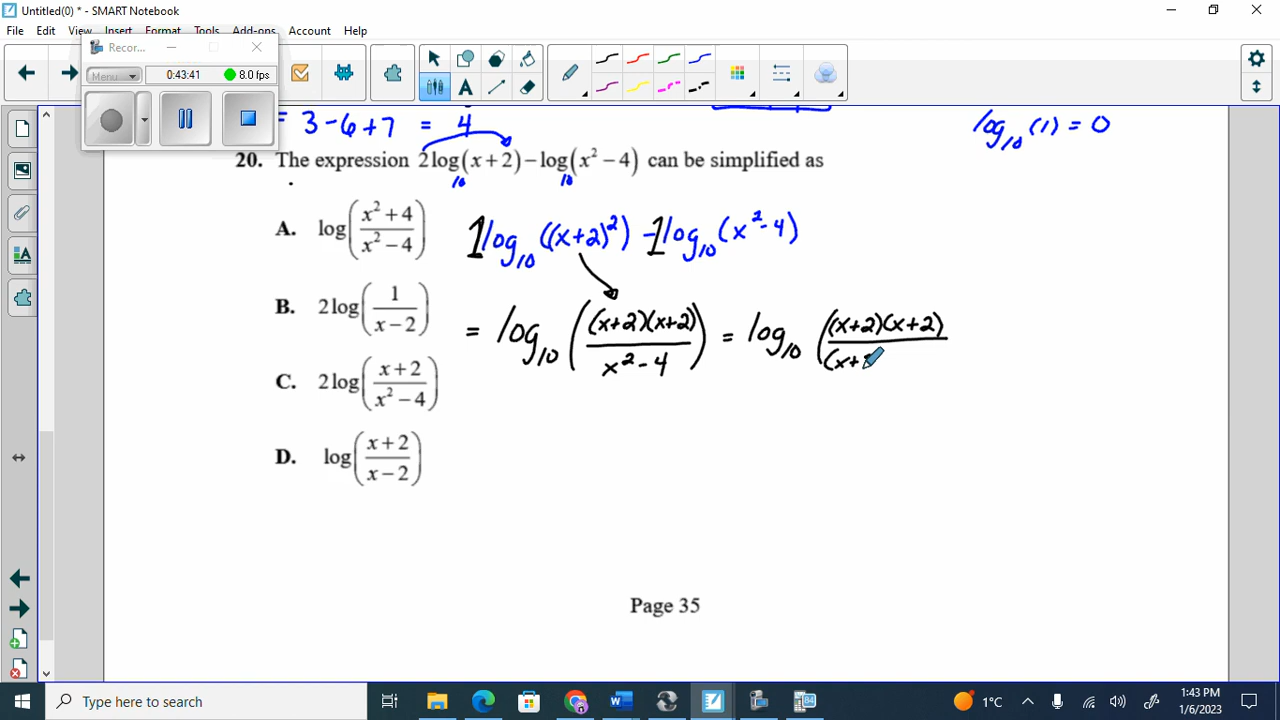 Untitled(0) * - SMART Notebook
File Edit View Insert Format Tools Add-ons Account Help
Recor...
Menu 0:43:41 8.0 fps
= 3 - 6 + 7 = 4
log₁₀ (1) = 0
20. The expression 2log(x + 2) − log(x² − 4) can be simplified as
10 10
A. log((x² + 4)/(x² − 4))
1log₁₀ ((x+2)²) - 1log₁₀ (x² - 4)
B. 2log(1/(x − 2))
= log₁₀ ((x+2)(x+2)/(x² - 4)) = log₁₀ ((x+2)(x+2)/(x+
C. 2log((x + 2)/(x² − 4))
D. log((x + 2)/(x − 2))
Page 35
Type here to search
84
1°C
1:43 PM
1/6/2023